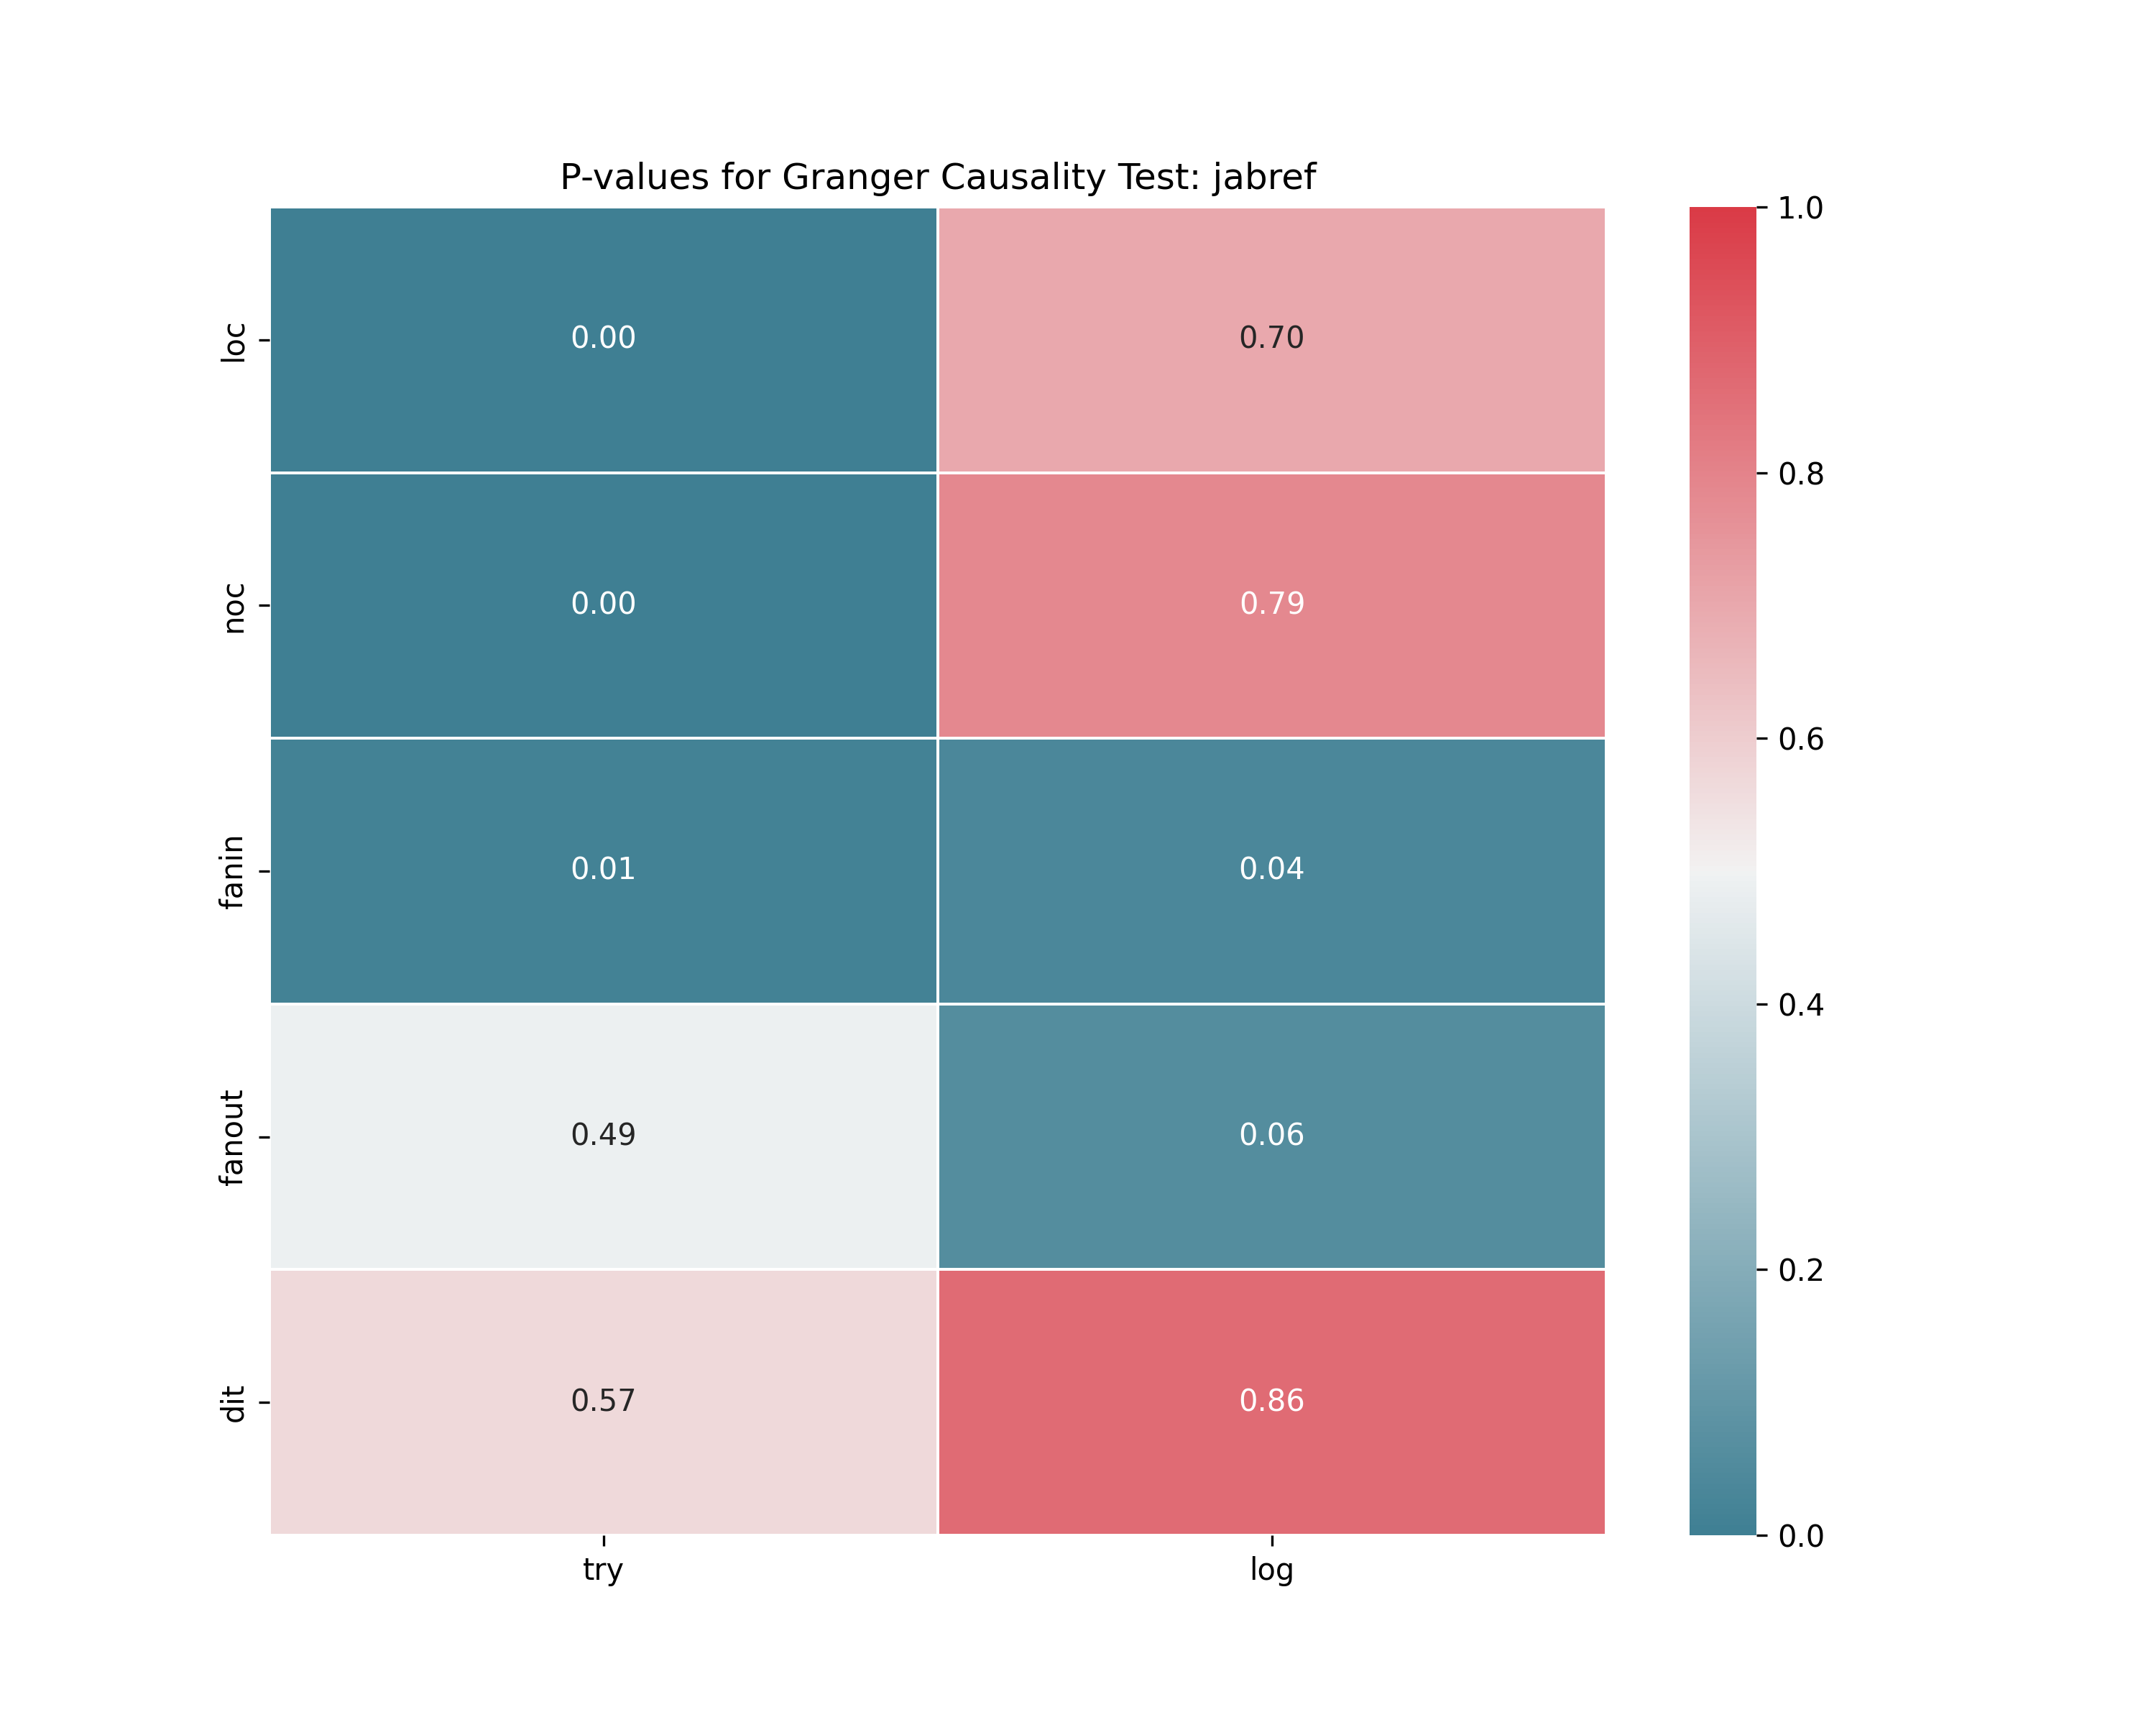 P-values for Granger Causality Test: jabref
loc
0.00
0.70
noc
0.00
0.79
fanin
0.01
0.04
fanout
0.49
0.06
dit
0.57
0.86
try
log
1.0
0.8
0.6
0.4
0.2
0.0